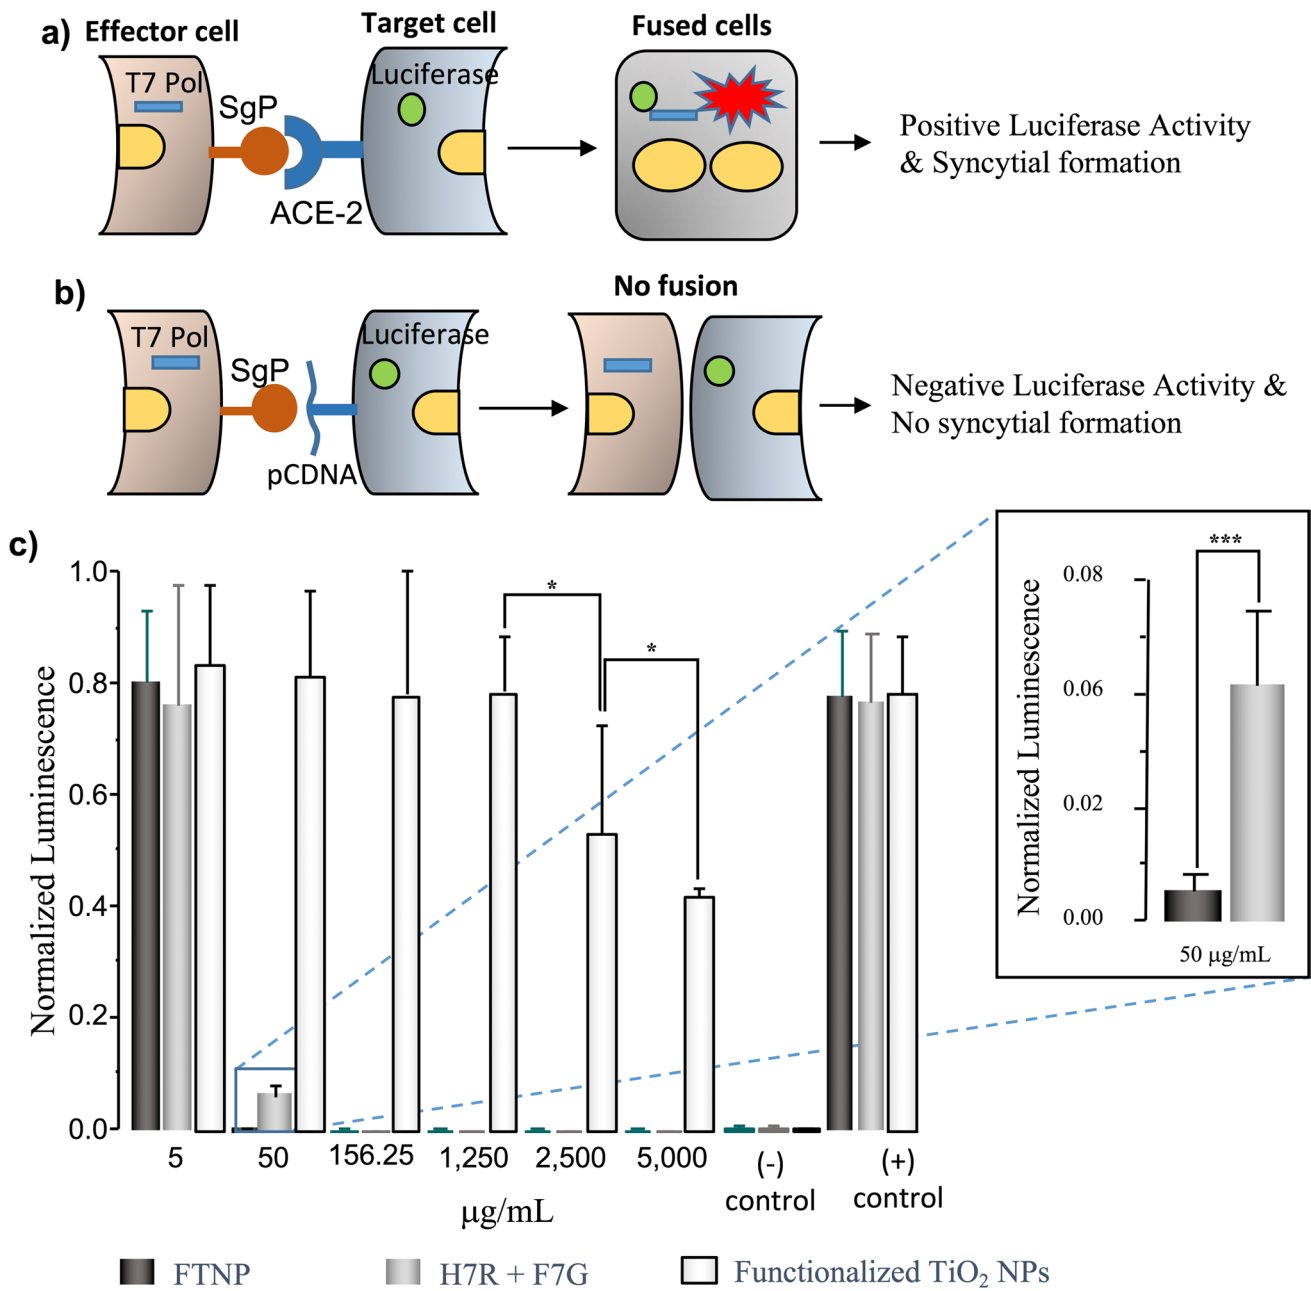 a)
Effector cell
Target cell
Fused cells
T7 Pol
SgP
Luciferase
ACE-2
Positive Luciferase Activity
& Syncytial formation
b)
No fusion
T7 Pol
SgP
Luciferase
pCDNA
Negative Luciferase Activity &
No syncytial formation
c)
Normalized Luminescence
1.0
0.8
0.6
0.4
0.2
0.0
*
*
5
50
156.25
1,250
2,500
5,000
(-)
control
(+)
control
µg/mL
Normalized Luminescence
***
0.08
0.06
0.02
0.00
50 µg/mL
FTNP
H7R + F7G
Functionalized TiO₂ NPs